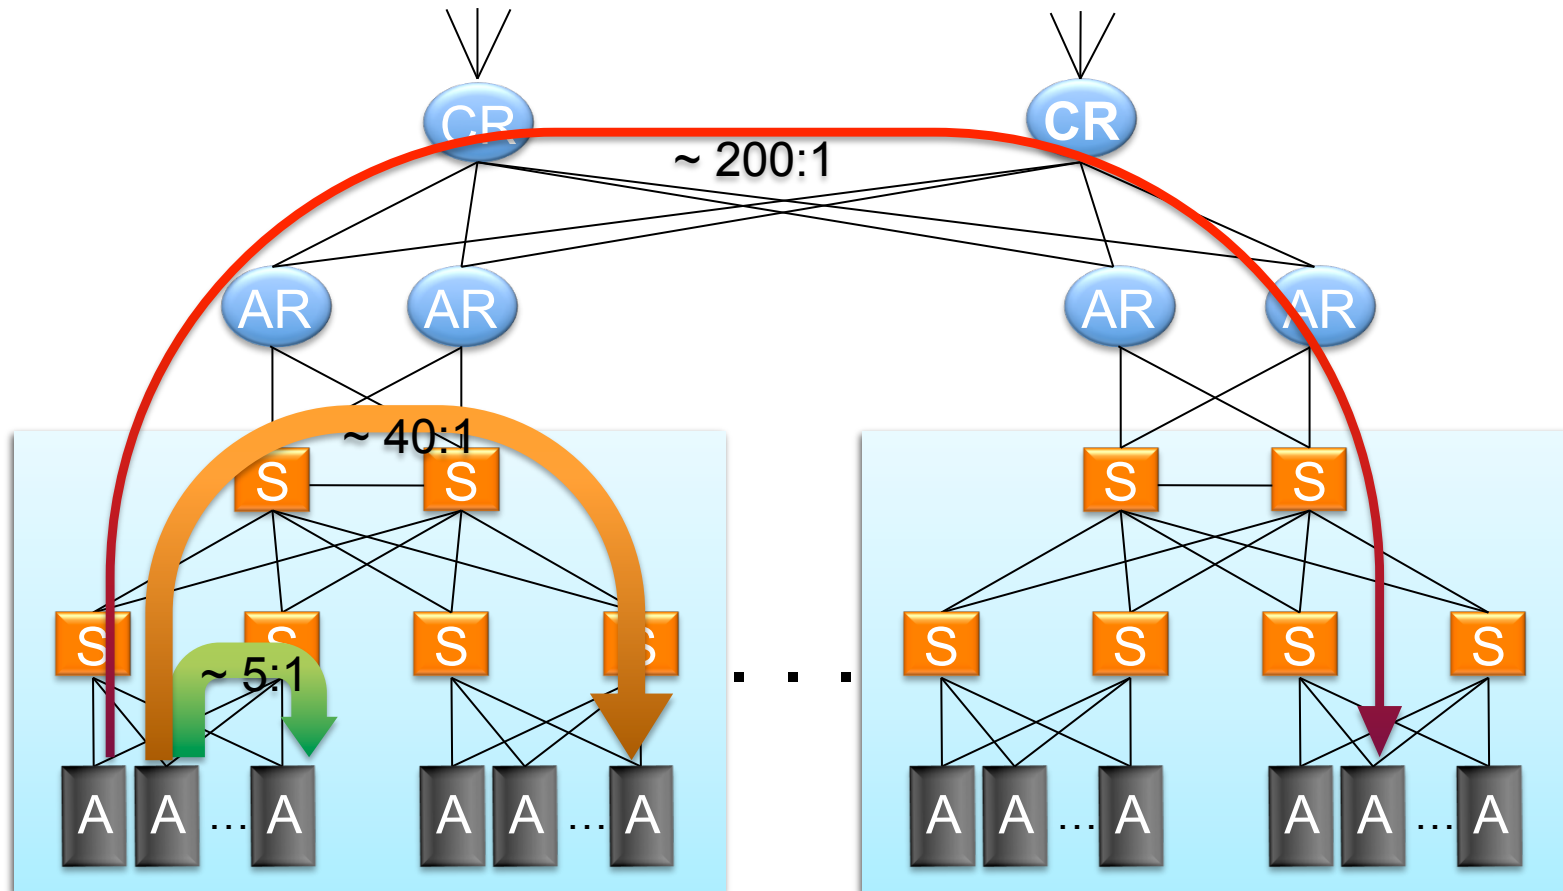 CR CR
~ 200:1
AR AR AR AR
~ 40:1
S S S S
S S S S S S S S
~ 5:1
. . .
A A ... A A A ... A A A ... A A A ... A